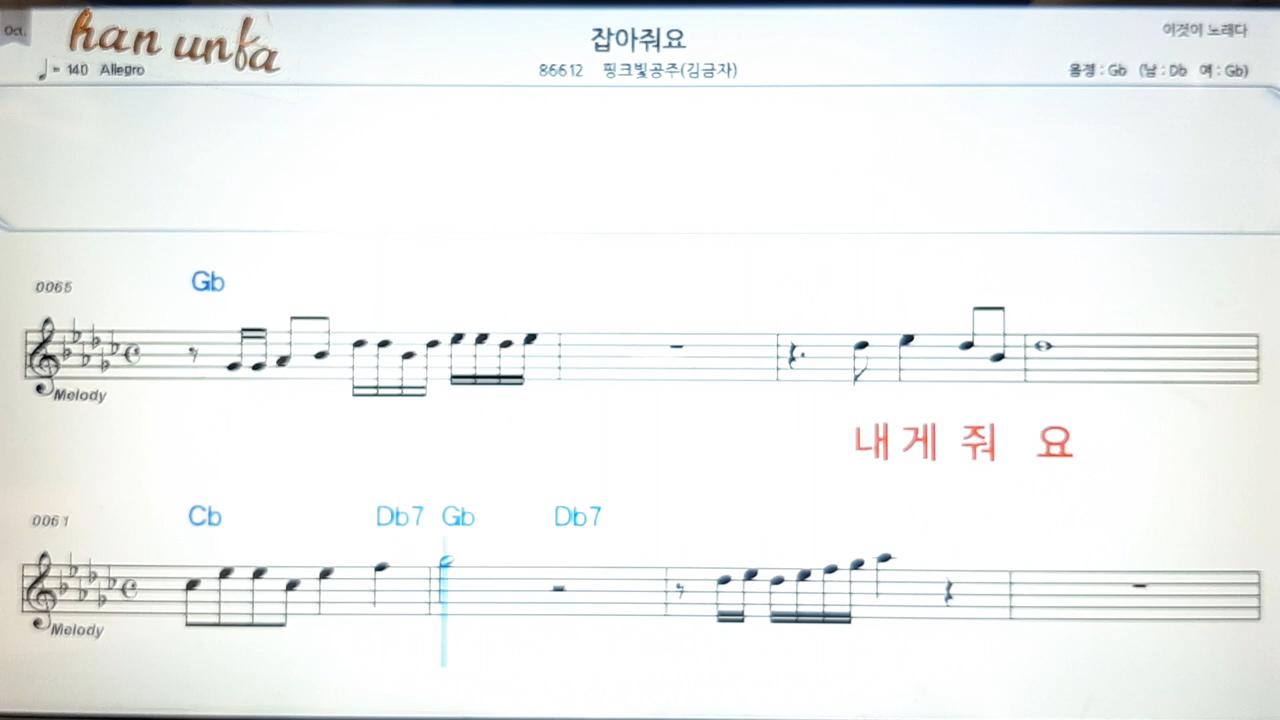 Oct.
han unfa
잡아줘요
이것이 노래다
♩= 140 Allegro
86612 핑크빛공주(김금자)
음정 : Gb (남 : Db 여 : Gb)
0065
Gb
Melody
내 게 줘 요
0061
Cb Db7 Gb Db7
Melody